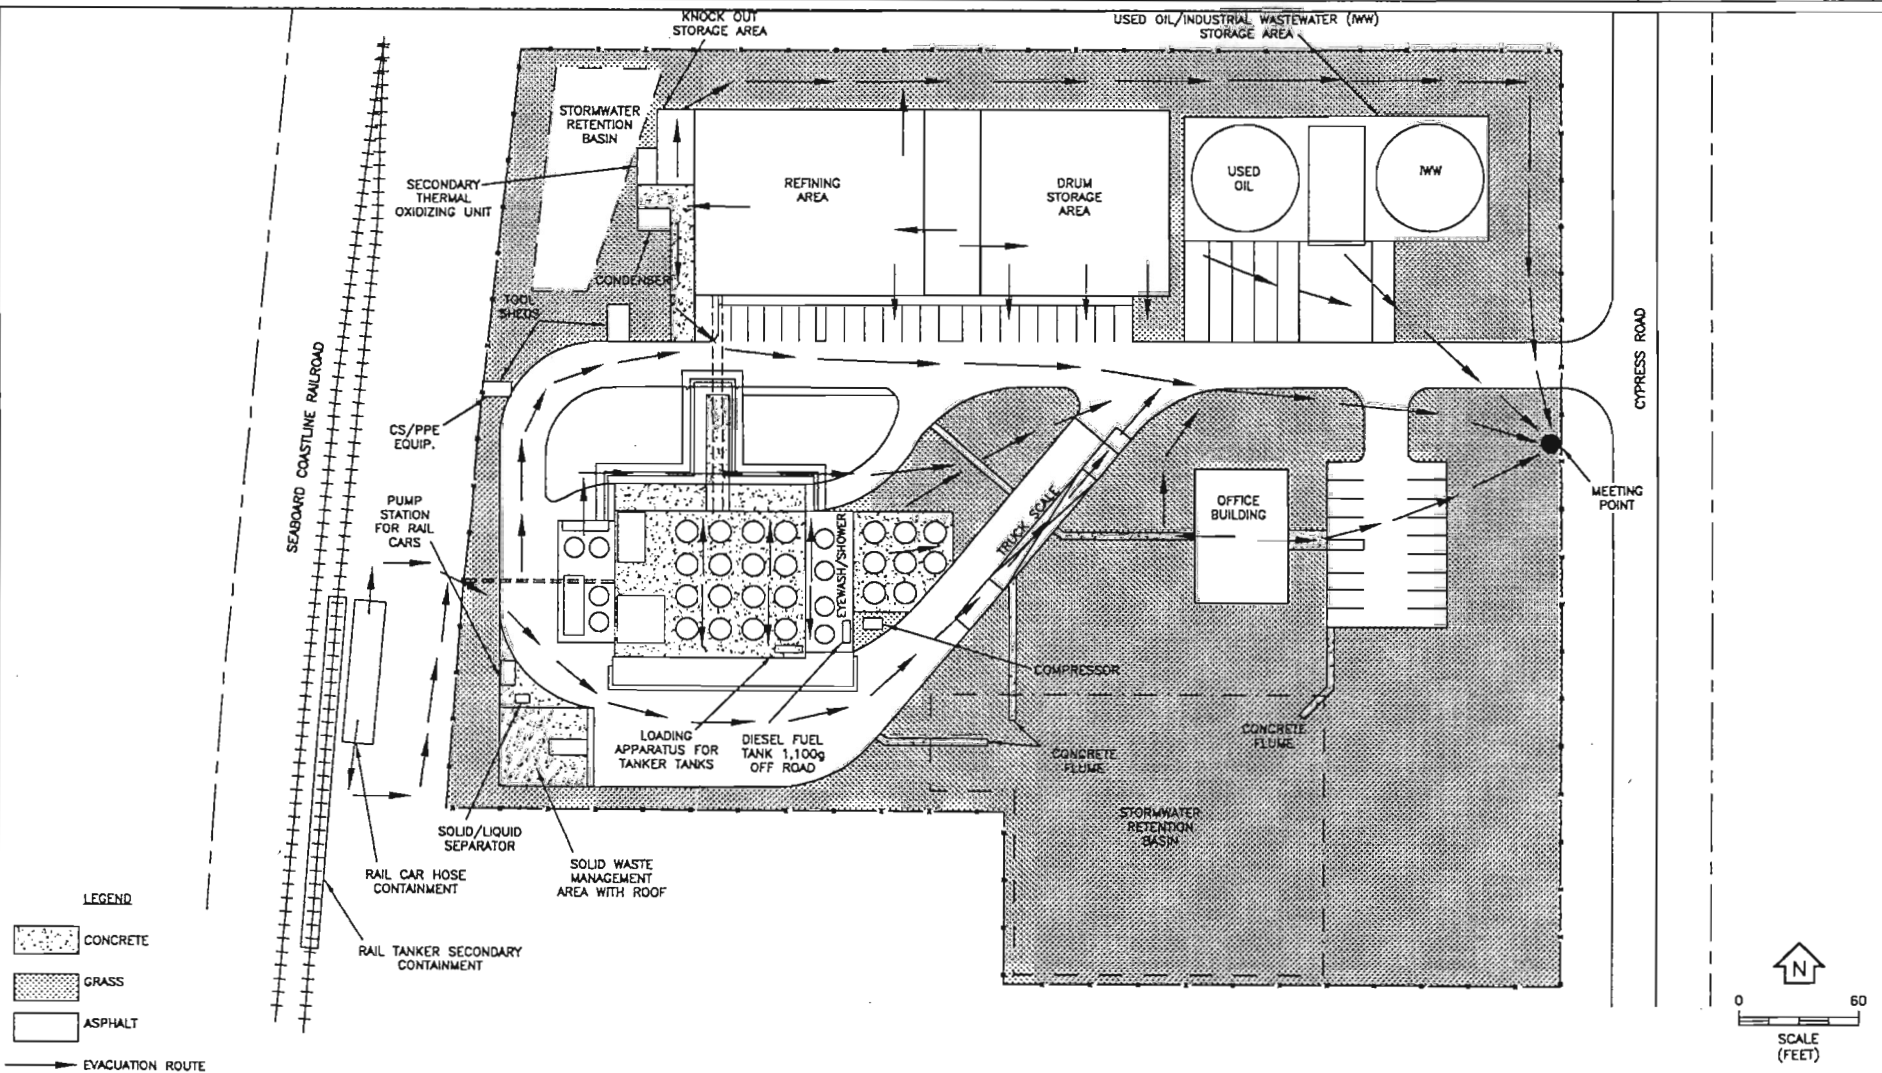 KNOCK OUT
STORAGE AREA
USED OIL/INDUSTRIAL WASTEWATER (IWW)
STORAGE AREA
STORMWATER
RETENTION
BASIN
SECONDARY
THERMAL
OXIDIZING UNIT
REFINING
AREA
DRUM
STORAGE
AREA
USED
OIL
IWW
CONDENSER
TOOL
SHEDS
SEABOARD COASTLINE RAILROAD
CYPRESS ROAD
CS/PPE
EQUIP.
PUMP
STATION
FOR RAIL
CARS
EYEWASH/SHOWER
TRUCK SCALE
OFFICE
BUILDING
MEETING
POINT
COMPRESSOR
LOADING
APPARATUS FOR
TANKER TANKS
DIESEL FUEL
TANK 1,100g
OFF ROAD
CONCRETE
FLUME
CONCRETE
FLUME
STORMWATER
RETENTION
BASIN
SOLID/LIQUID
SEPARATOR
SOLID WASTE
MANAGEMENT
AREA WITH ROOF
RAIL CAR HOSE
CONTAINMENT
RAIL TANKER SECONDARY
CONTAINMENT
LEGEND
CONCRETE
GRASS
ASPHALT
EVACUATION ROUTE
N
0 60
SCALE
(FEET)